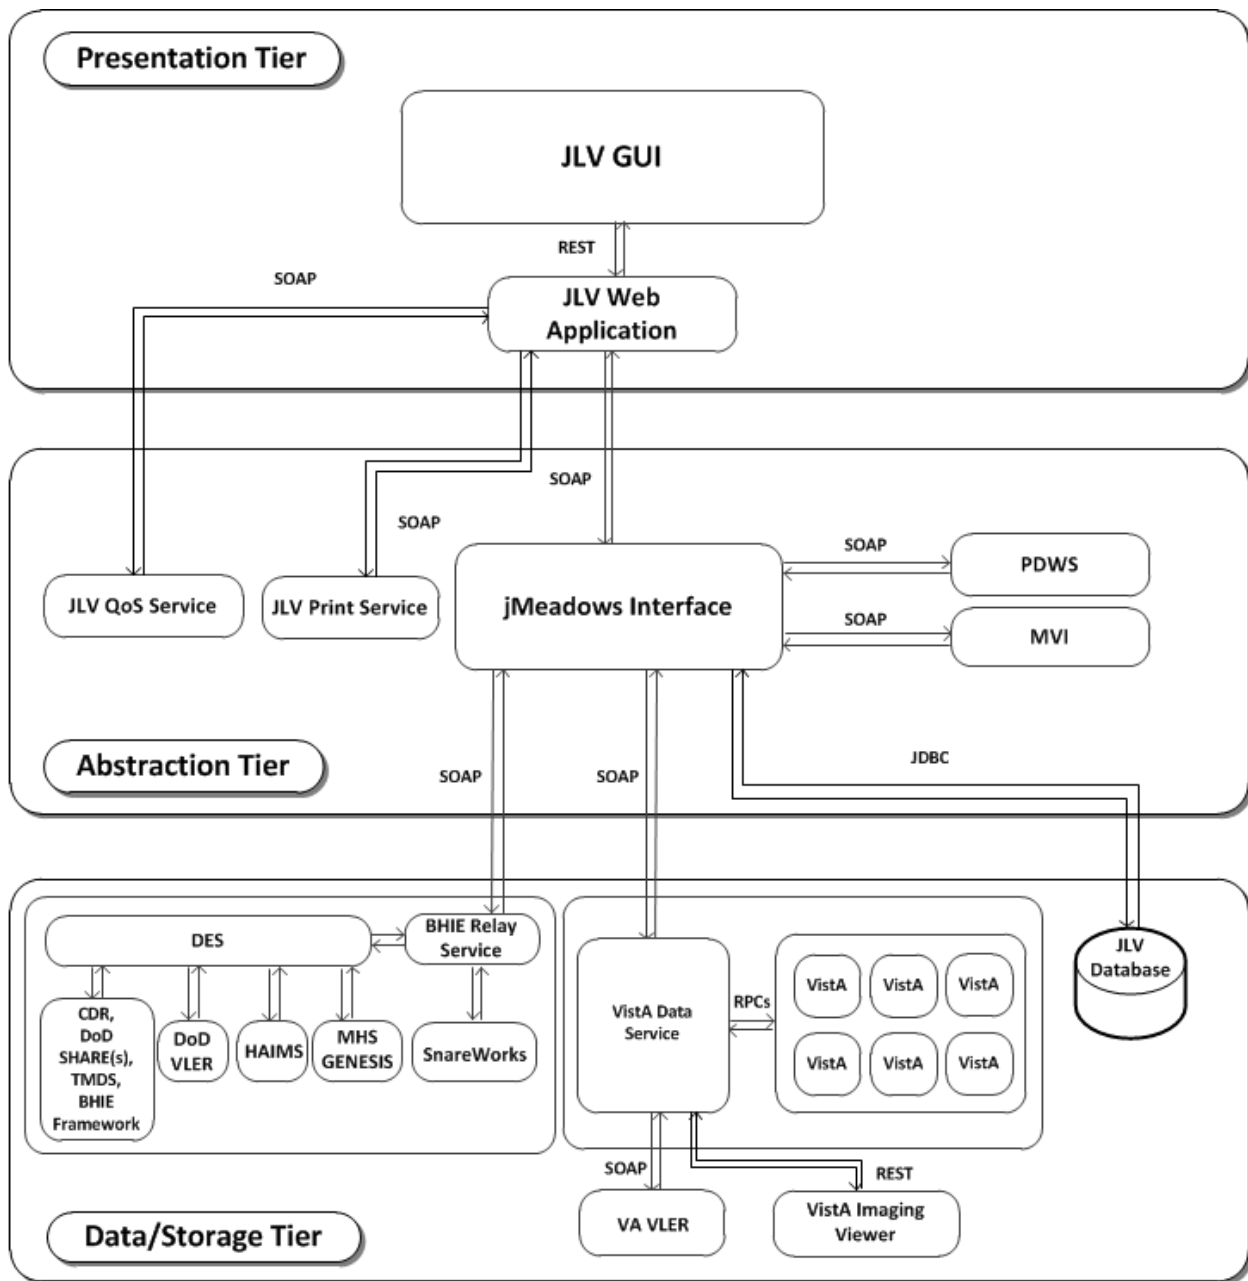 Presentation Tier
JLV GUI
REST
SOAP
JLV Web
Application
SOAP
SOAP
SOAP
PDWS
JLV QoS Service
JLV Print Service
jMeadows Interface
SOAP
MVI
Abstraction Tier
SOAP
SOAP
JDBC
DES
BHIE Relay
Service
JLV
Database
CDR,
DoD
SHARE(s),
TMDS,
BHIE
Framework
DoD
VLER
HAIMS
MHS
GENESIS
SnareWorks
VistA Data
Service
RPCs
VistA
VistA
VistA
VistA
VistA
VistA
SOAP
REST
VA VLER
VistA Imaging
Viewer
Data/Storage Tier